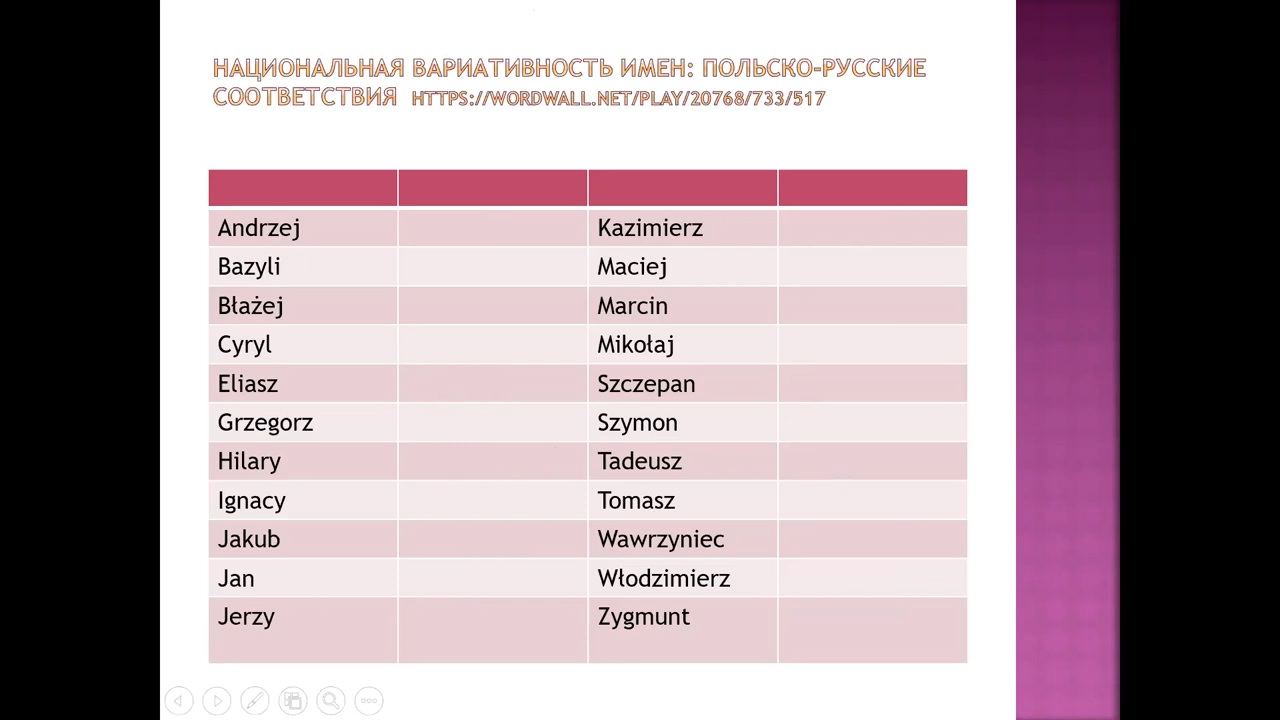 НАЦИОНАЛЬНАЯ ВАРИАТИВНОСТЬ ИМЕН: ПОЛЬСКО-РУССКИЕ
СООТВЕТСТВИЯ HTTPS://WORDWALL.NET/PLAY/20768/733/517
Andrzej Kazimierz
Bazyli Maciej
Błażej Marcin
Cyryl Mikołaj
Eliasz Szczepan
Grzegorz Szymon
Hilary Tadeusz
Ignacy Tomasz
Jakub Wawrzyniec
Jan Włodzimierz
Jerzy Zygmunt